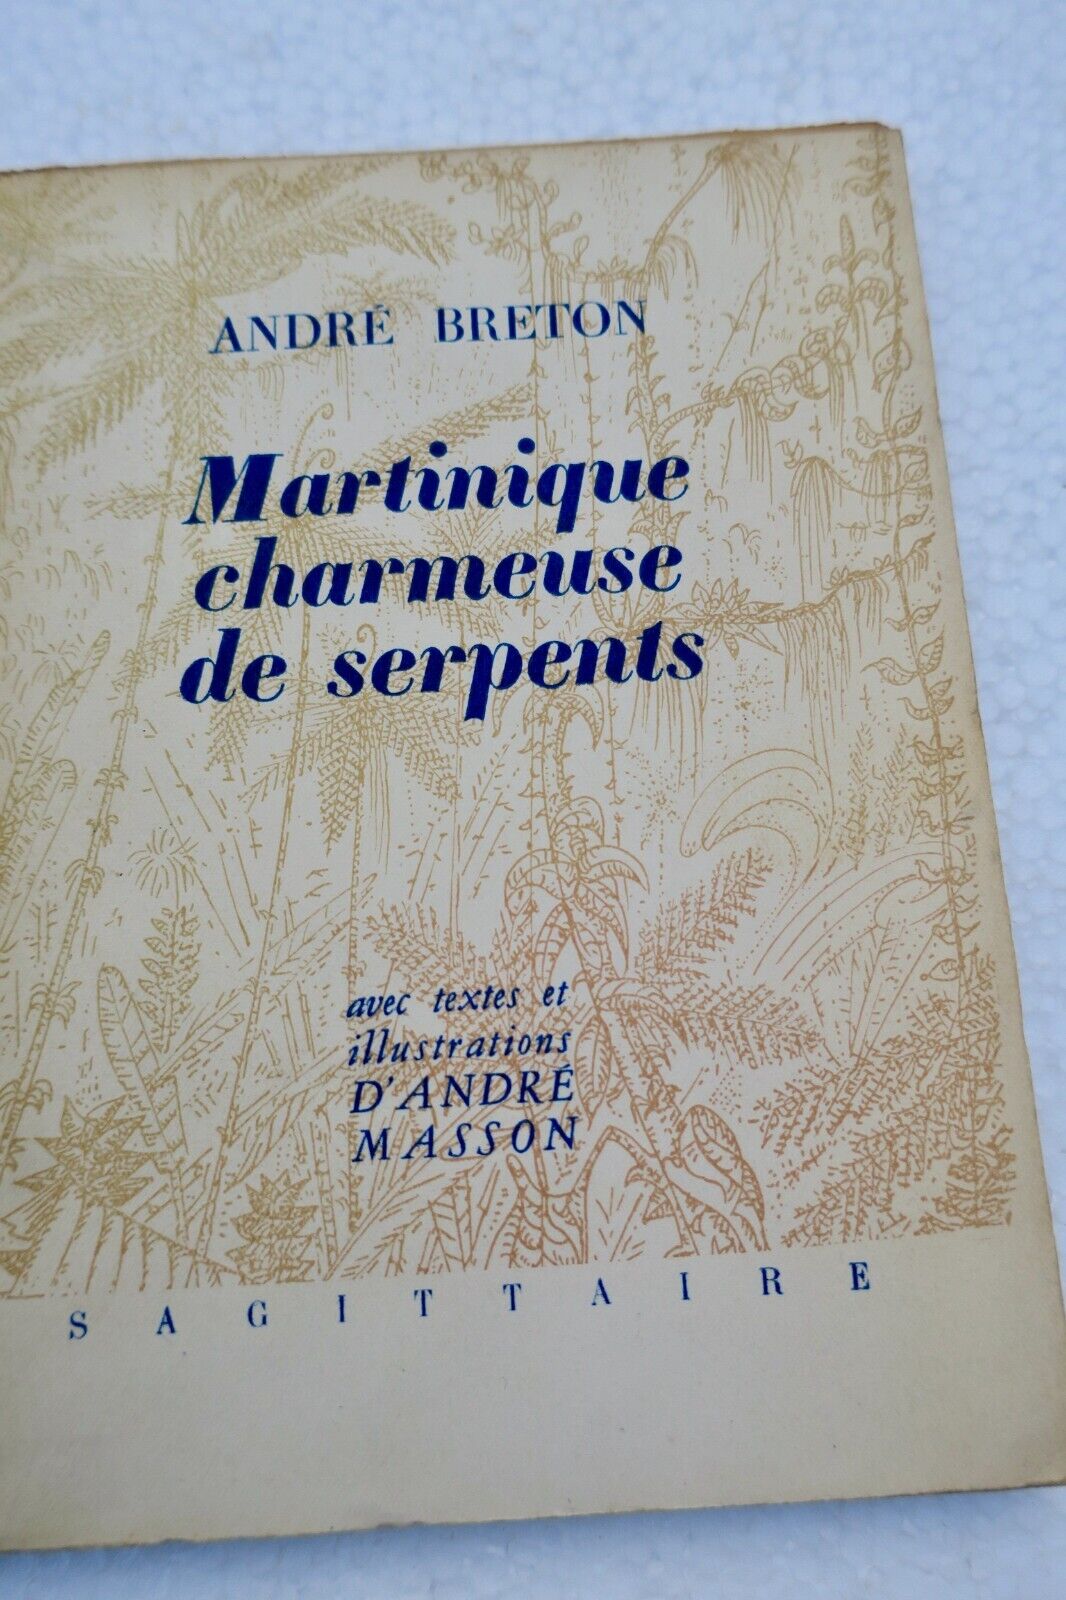 ANDRÉ BRETON
Martinique
charmeuse
de serpents
avec textes et
illustrations
D'ANDRÉ
MASSON
SAGITTAIRE